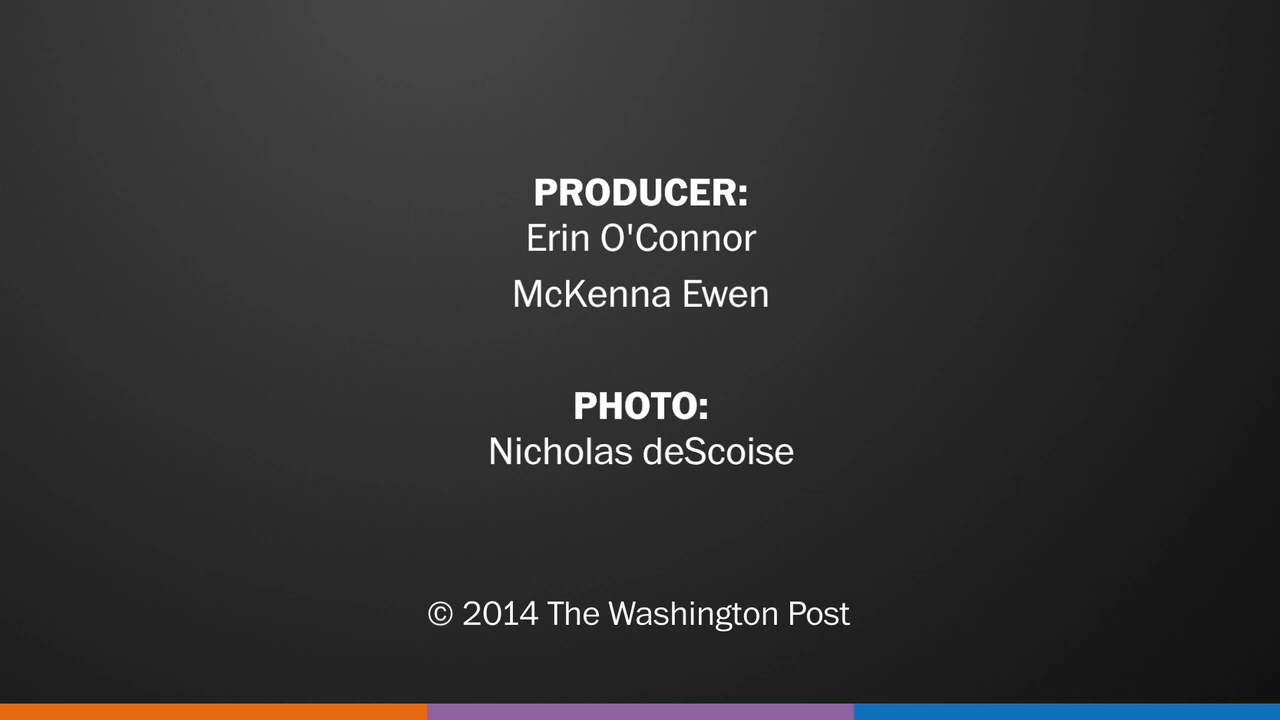 PRODUCER:
Erin O'Connor
McKenna Ewen
PHOTO:
Nicholas deScoise
© 2014 The Washington Post